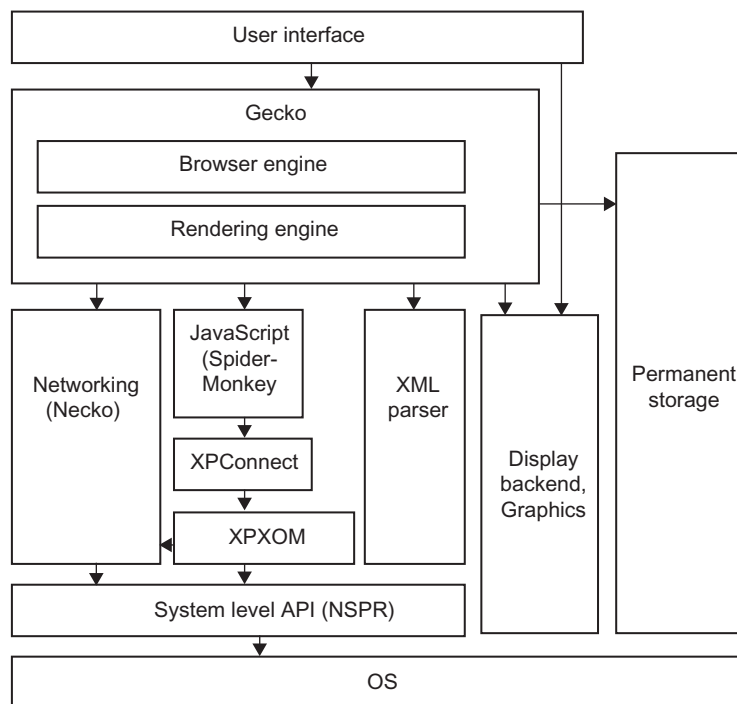 User interface
Gecko
Browser engine
Rendering engine
Networking
(Necko)
JavaScript
(Spider-
Monkey
XPConnect
XPXOM
XML
parser
Display
backend,
Graphics
Permanent
storage
System level API (NSPR)
OS